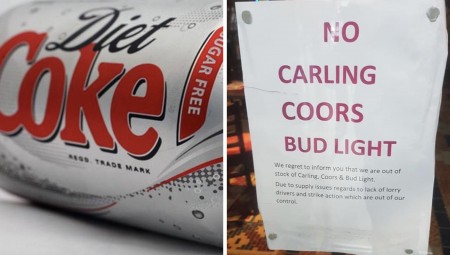 Diet
Coke
SUGAR FREE
REGD. TRADE MARK
NO
CARLING
COORS
BUD LIGHT
We regret to inform you that we are out of
stock of Carling, Coors & Bud Light.
Due to supply issues regards to lack of lorry
drivers and strike action which are out of our
control.